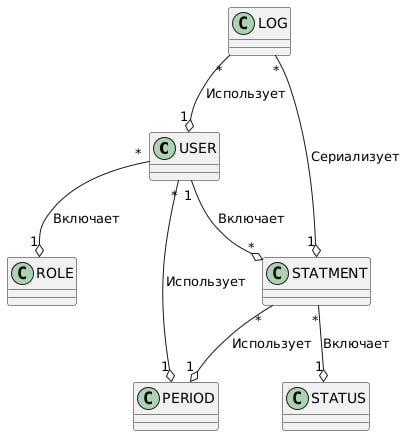 C LOG
* *
Использует
1
Сериализует
* C USER
* 1
Включает Включает
1 * 1
C ROLE C STATMENT
Использует
* *
Использует Включает
1 1 1
C PERIOD C STATUS